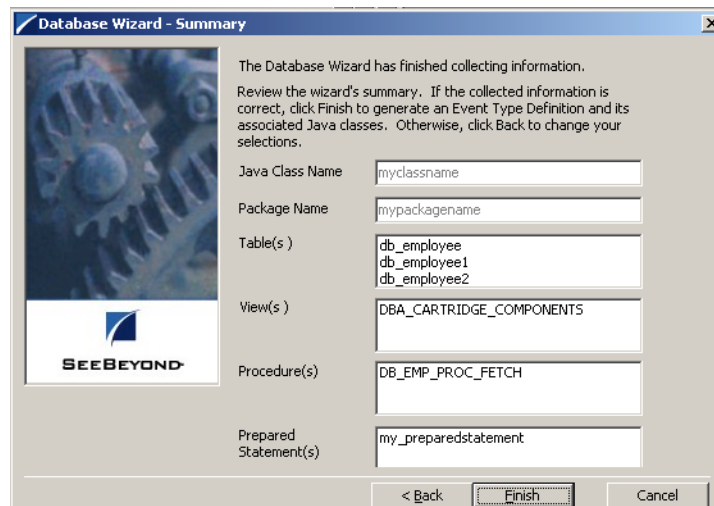 Database Wizard - Summary
The Database Wizard has finished collecting information.
Review the wizard's summary. If the collected information is
correct, click Finish to generate an Event Type Definition and its
associated Java classes. Otherwise, click Back to change your
selections.
Java Class Name
myclassname
Package Name
mypackagename
Table(s )
db_employee
db_employee1
db_employee2
View(s )
DBA_CARTRIDGE_COMPONENTS
SEEBEYOND
Procedure(s)
DB_EMP_PROC_FETCH
Prepared
Statement(s)
my_preparedstatement
< Back
Finish
Cancel